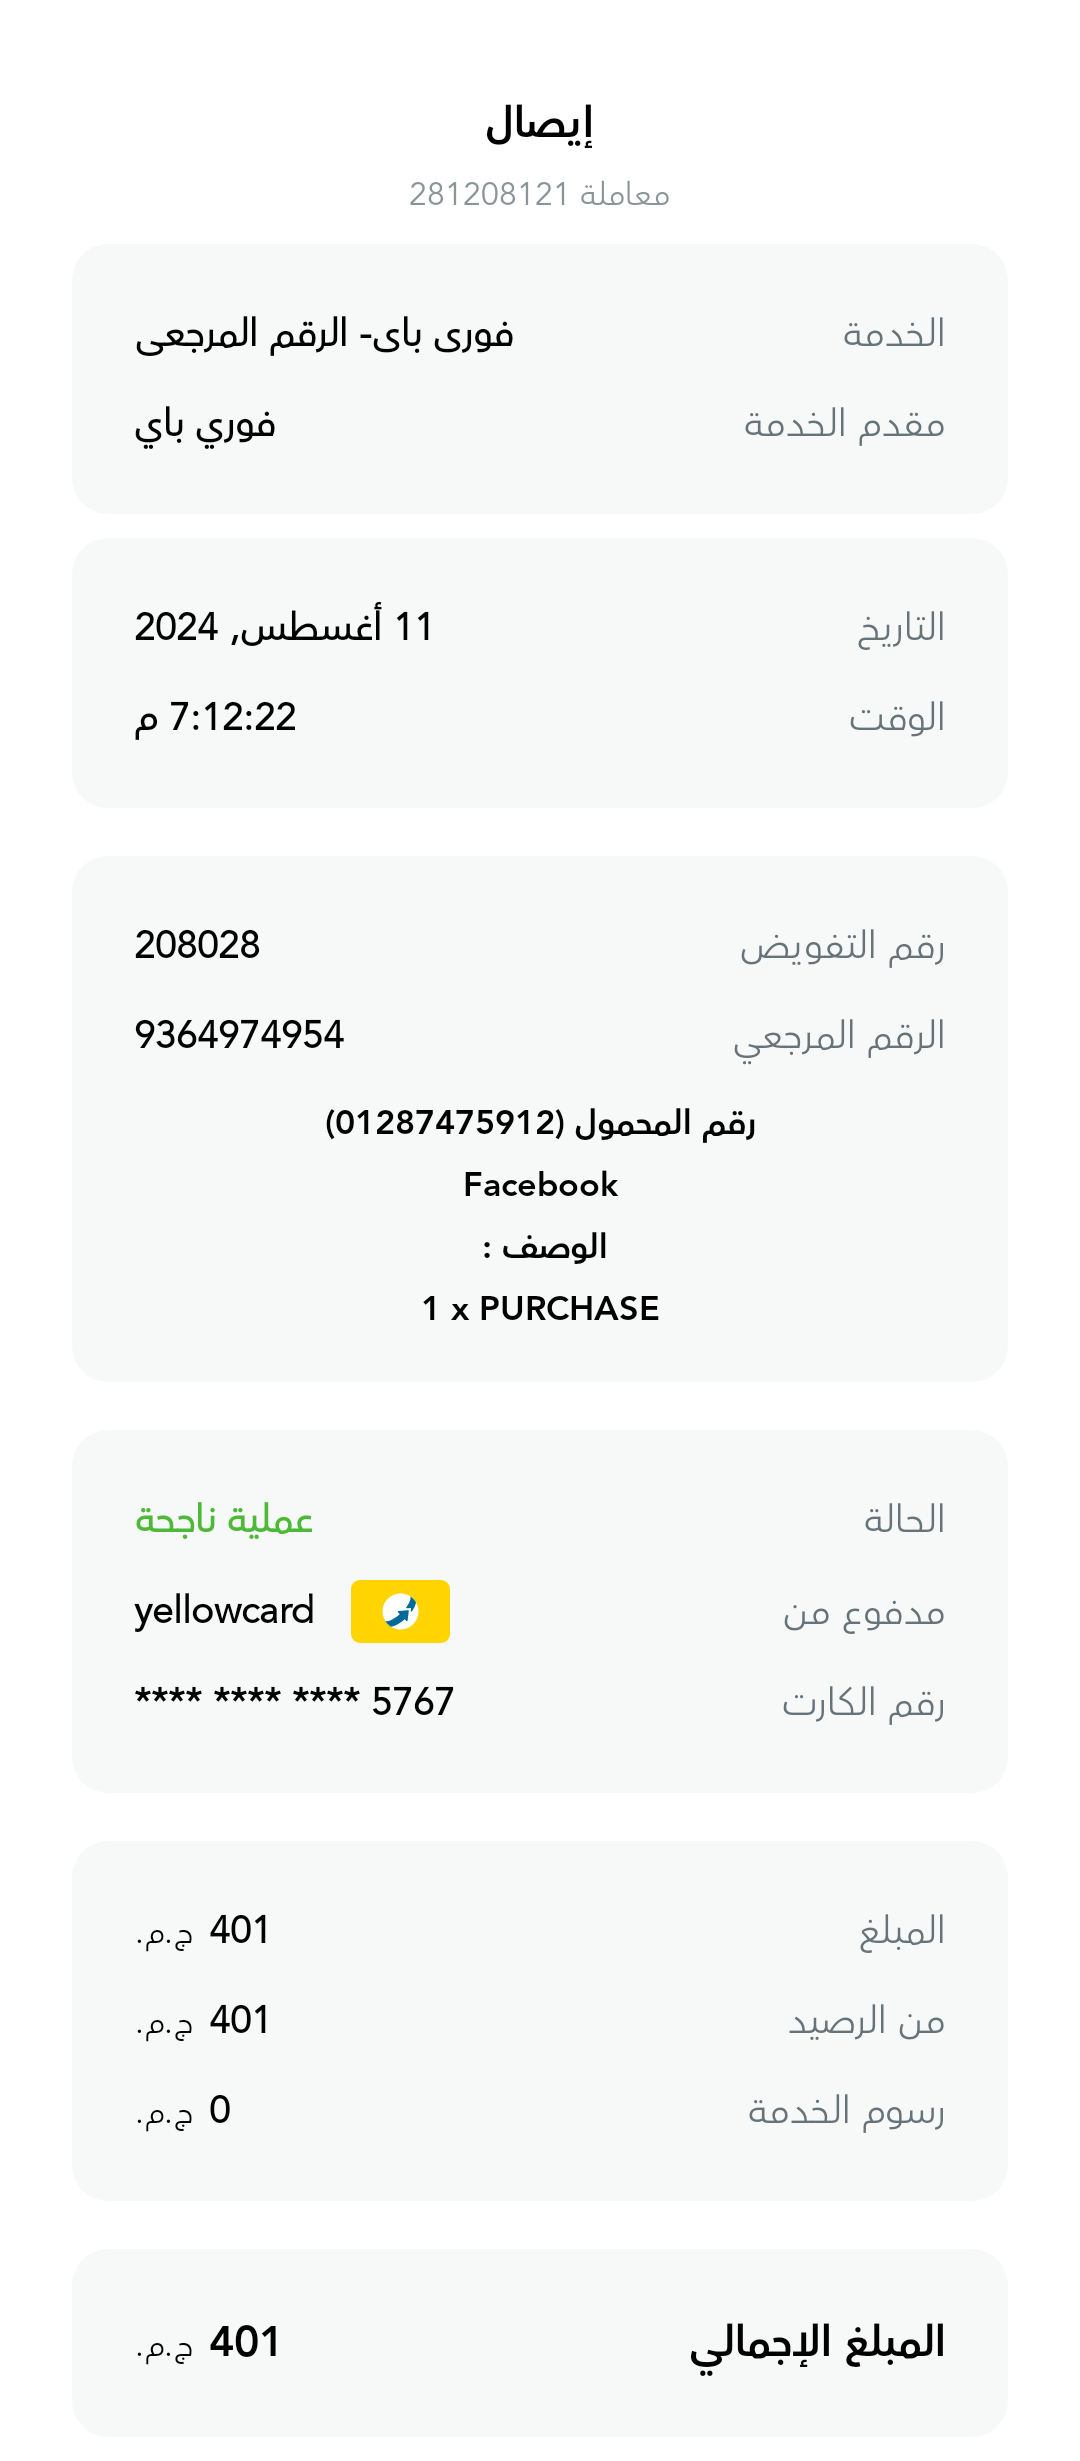 إيصال
معاملة 281208121
الخدمة فورى باى- الرقم المرجعى
مقدم الخدمة فوري باي
التاريخ 11 أغسطس, 2024
الوقت 7:12:22 م
رقم التفويض 208028
الرقم المرجعي 9364974954
رقم المحمول (01287475912)
Facebook
الوصف :
1 x PURCHASE
الحالة عملية ناجحة
مدفوع من yellowcard
رقم الكارت **** **** **** 5767
المبلغ 401 ج.م.
من الرصيد 401 ج.م.
رسوم الخدمة 0 ج.م.
المبلغ الإجمالي 401 ج.م.